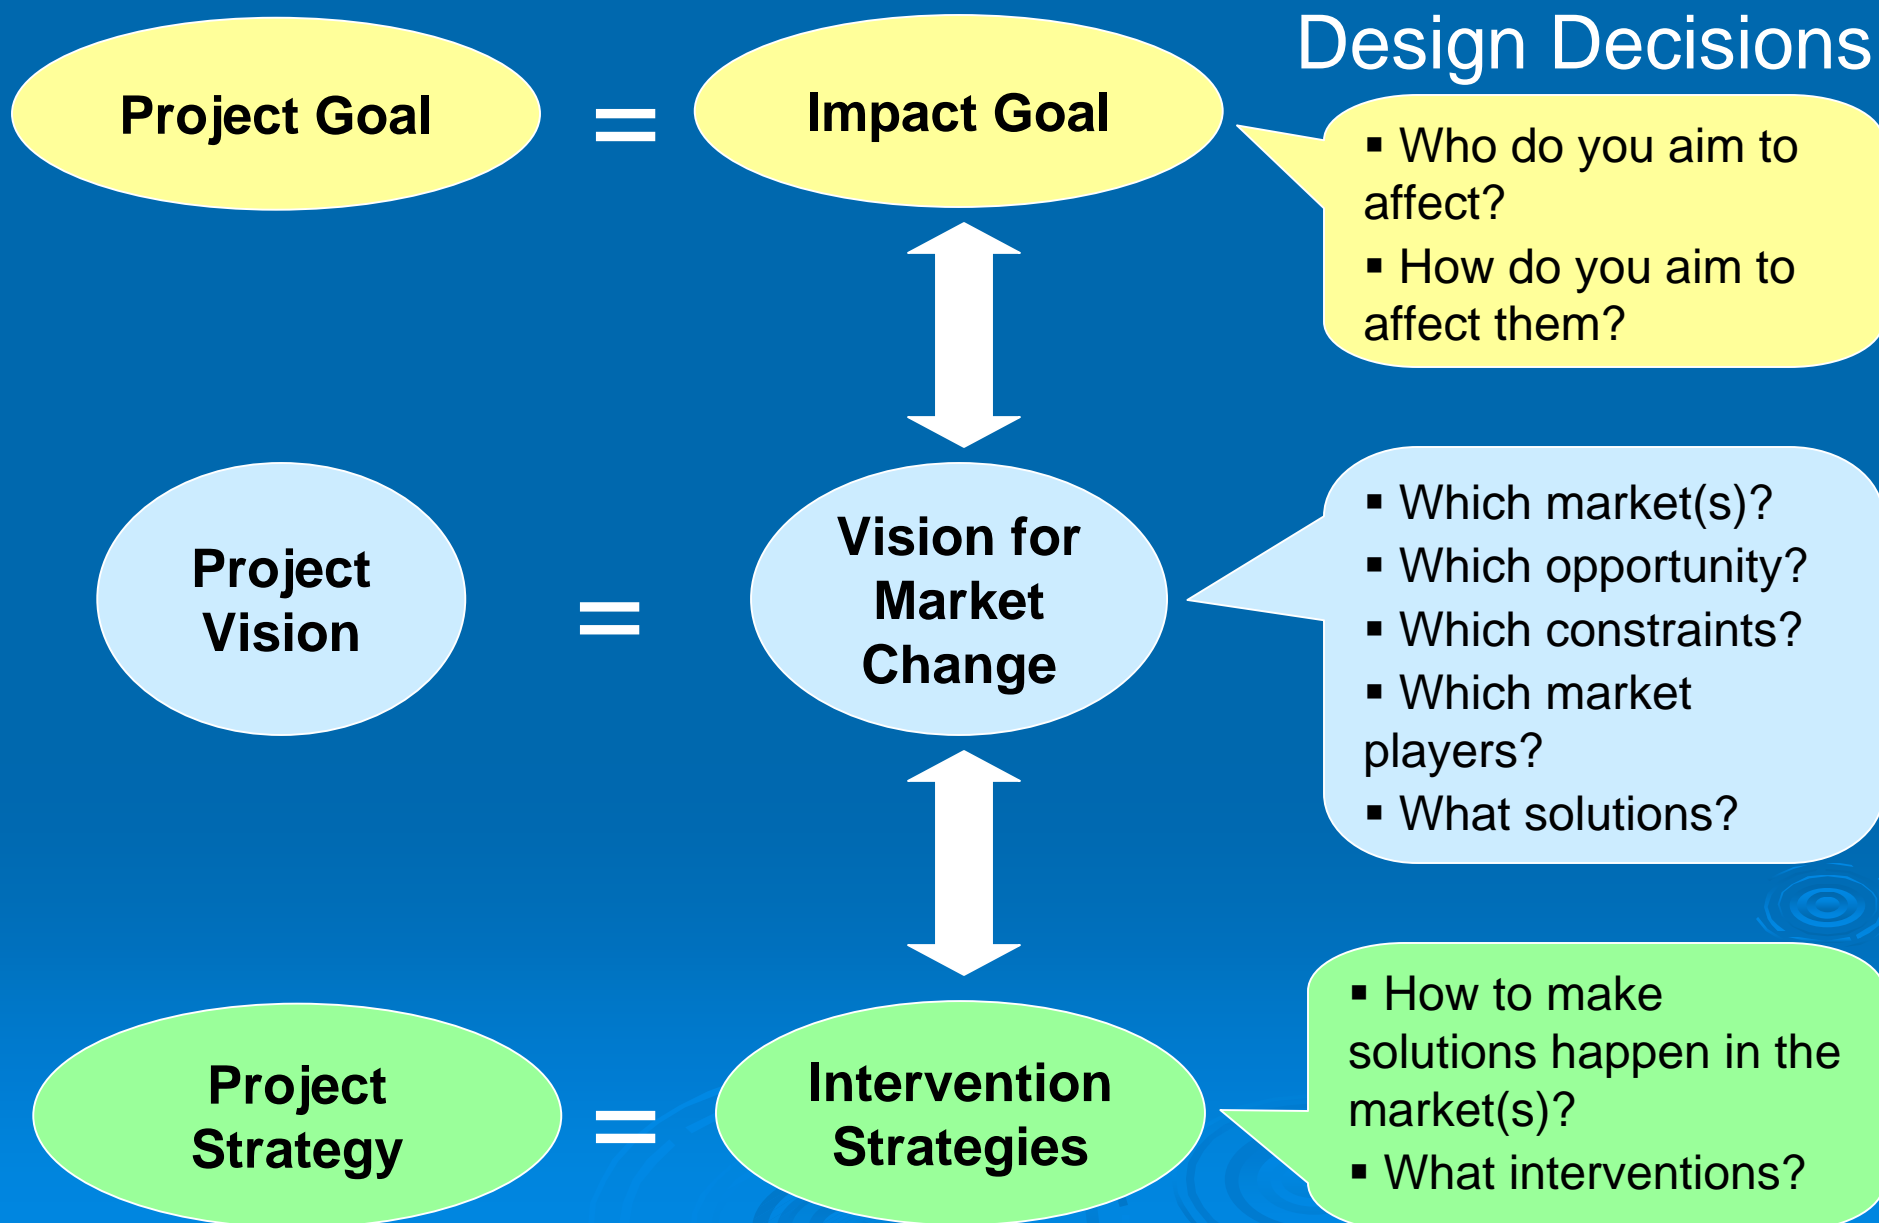 Design Decisions
Project Goal
=
Impact Goal
▪ Who do you aim to
affect?
▪ How do you aim to
affect them?
Project
Vision
=
Vision for
Market
Change
▪ Which market(s)?
▪ Which opportunity?
▪ Which constraints?
▪ Which market
players?
▪ What solutions?
Project
Strategy
=
Intervention
Strategies
▪ How to make
solutions happen in the
market(s)?
▪ What interventions?